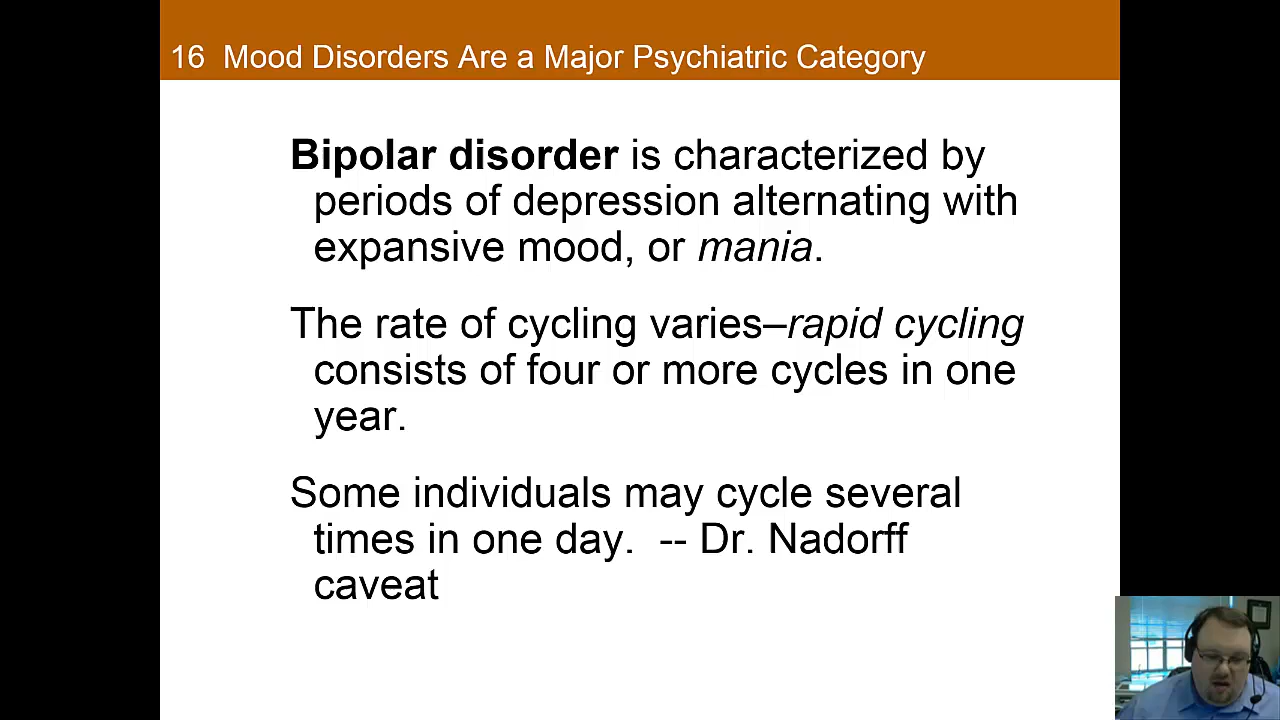 16 Mood Disorders Are a Major Psychiatric Category
Bipolar disorder is characterized by
periods of depression alternating with
expansive mood, or mania.
The rate of cycling varies–rapid cycling
consists of four or more cycles in one
year.
Some individuals may cycle several
times in one day. -- Dr. Nadorff
caveat